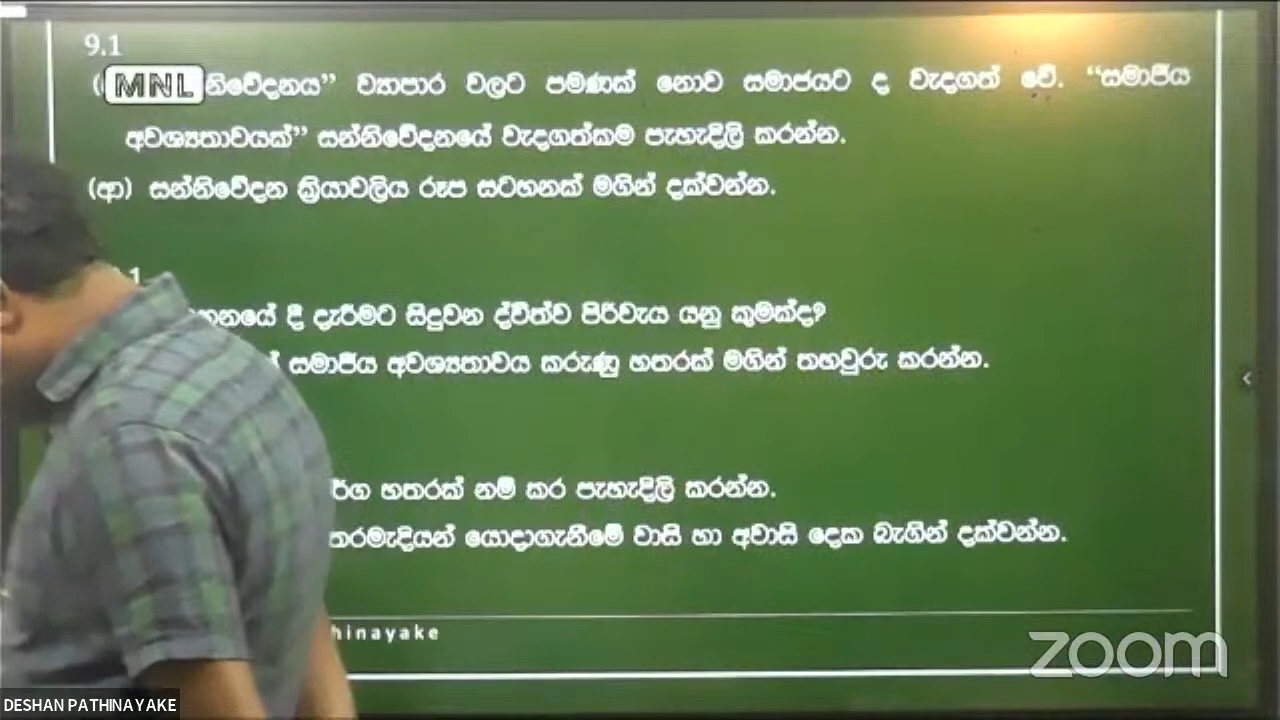 9.1
MNL නිවේදනය” ව්‍යාපාර වලට පමණක් නොව සමාජයට ද වැදගත් වේ. “සමාජීය
අවශ්‍යතාවයක්” සන්නිවේදනයේ වැදගත්කම පැහැදිලි කරන්න.
(ආ) සන්නිවේදන ක්‍රියාවලිය රූප සටහනක් මගින් දක්වන්න.
.1
හනයේ දී දැරීමට සිදුවන ද්විත්ව පිරිවැය යනු කුමක්ද?
සමාජීය අවශ්‍යතාවය කරුණු හතරක් මගින් තහවුරු කරන්න.
ර්ග හතරක් නම් කර පැහැදිලි කරන්න.
තරමැදියන් යොදාගැනීමේ වාසි හා අවාසි දෙක බැගින් දක්වන්න.
hinayake
zoom
DESHAN PATHINAYAKE